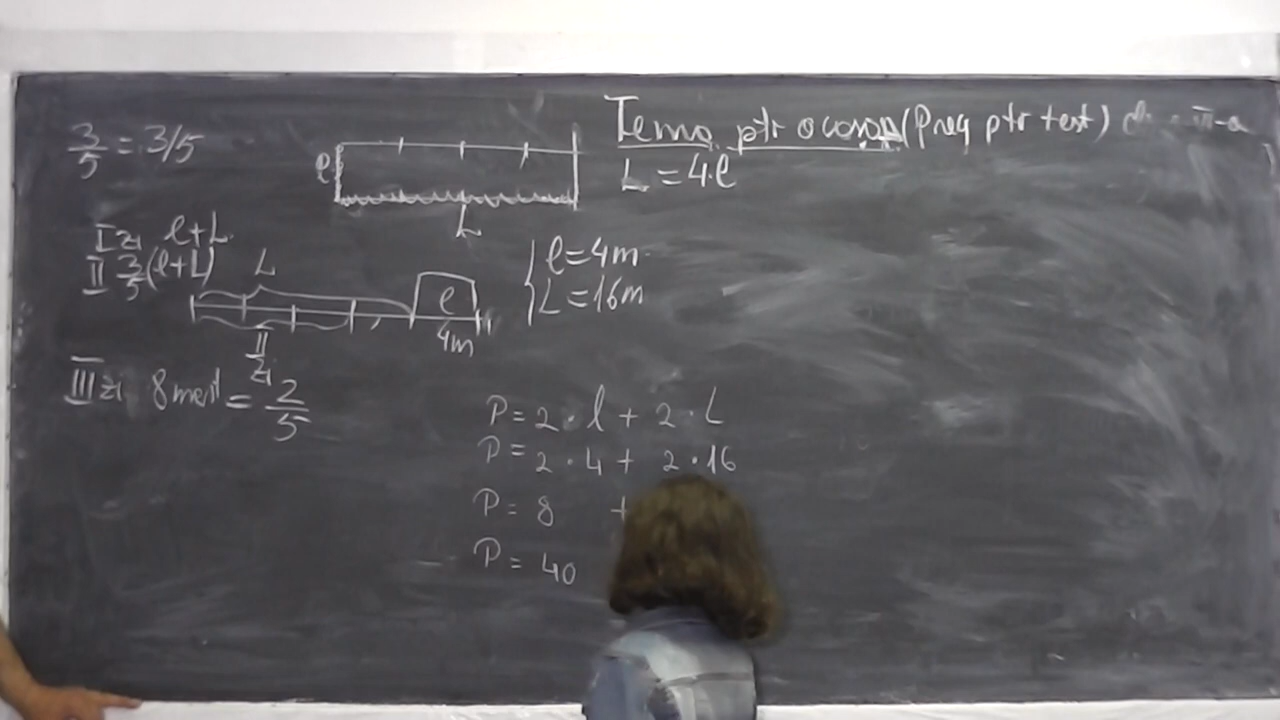 Tema ptr acasa (Preg ptr test)
3/5 = 3/5
l
L = 4·l
L
I zi l+L
II 3/5 (l+L)
L
l
l = 4m
L = 16m
II zi
4m
III zi 8 metri = 2/5
P = 2 · l + 2 · L
P = 2 · 4 + 2 · 16
P = 8 +
P = 40